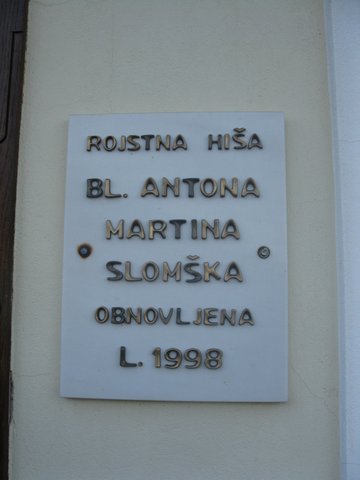 ROJSTNA HIŠA
BL. ANTONA
MARTINA
SLOMŠKA
OBNOVLJENA
L. 1998